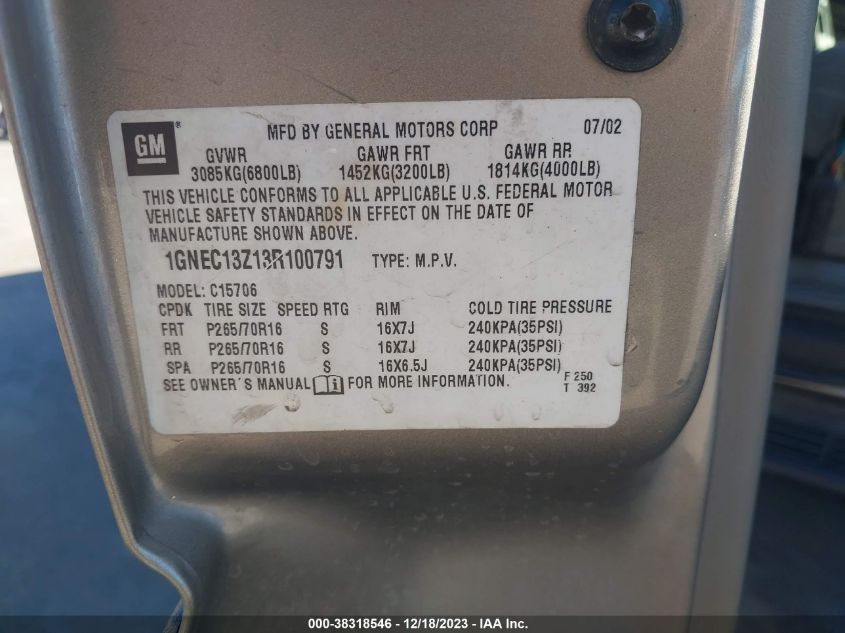 GM ® MFD BY GENERAL MOTORS CORP 07/02
GVWR GAWR FRT GAWR RR
3085KG(6800LB) 1452KG(3200LB) 1814KG(4000LB)
THIS VEHICLE CONFORMS TO ALL APPLICABLE U.S. FEDERAL MOTOR
VEHICLE SAFETY STANDARDS IN EFFECT ON THE DATE OF
MANUFACTURE SHOWN ABOVE.
1GNEC13Z13R100791 TYPE: M.P.V.
MODEL: C15706
CPDK TIRE SIZE SPEED RTG RIM COLD TIRE PRESSURE
FRT P265/70R16 S 16X7J 240KPA(35PSI)
RR P265/70R16 S 16X7J 240KPA(35PSI)
SPA P265/70R16 S 16X6.5J 240KPA(35PSI)
SEE OWNER'S MANUAL i FOR MORE INFORMATION. F 250
T 392
000-38318546 - 12/18/2023 - IAAI.com